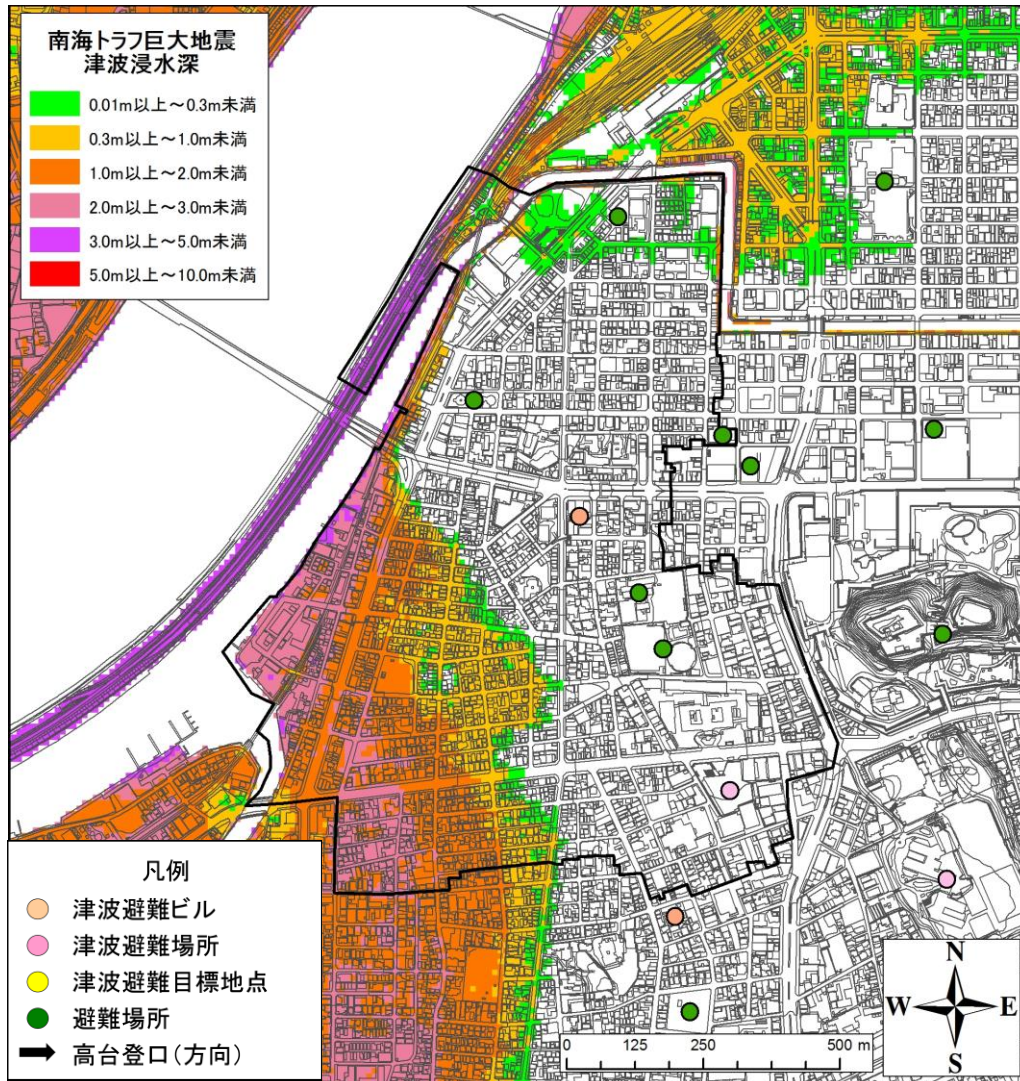 南海トラフ巨大地震
津波浸水深
0.01m以上～0.3m未満
0.3m以上～1.0m未満
1.0m以上～2.0m未満
2.0m以上～3.0m未満
3.0m以上～5.0m未満
5.0m以上～10.0m未満
凡例
津波避難ビル
津波避難場所
津波避難目標地点
避難場所
高台登口(方向)
N
W E
S
0 125 250 500 m